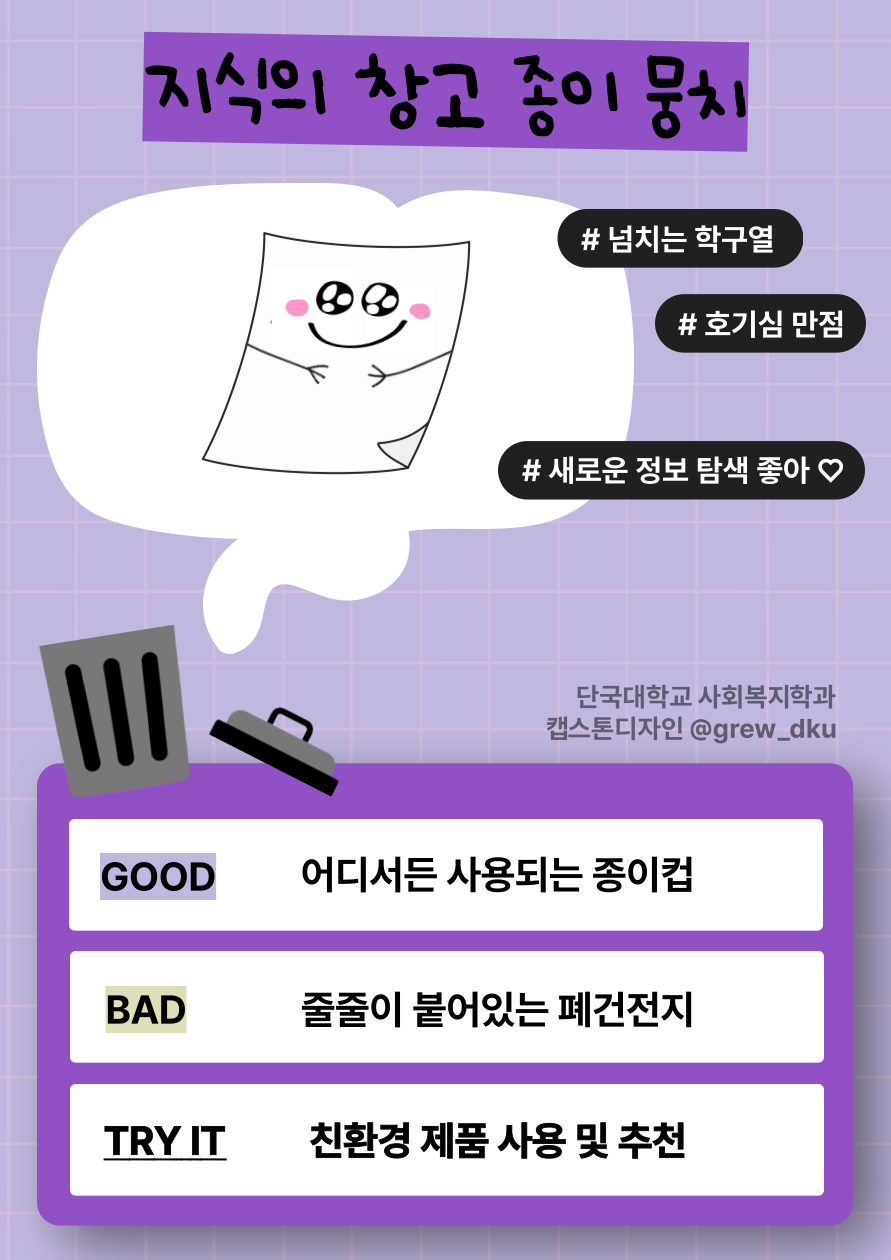 지식의 창고 종이 뭉치
# 넘치는 학구열
# 호기심 만점
# 새로운 정보 탐색 좋아 ♡
단국대학교 사회복지학과
캡스톤디자인 @grew_dku
GOOD 어디서든 사용되는 종이컵
BAD 줄줄이 붙어있는 폐건전지
TRY IT 친환경 제품 사용 및 추천